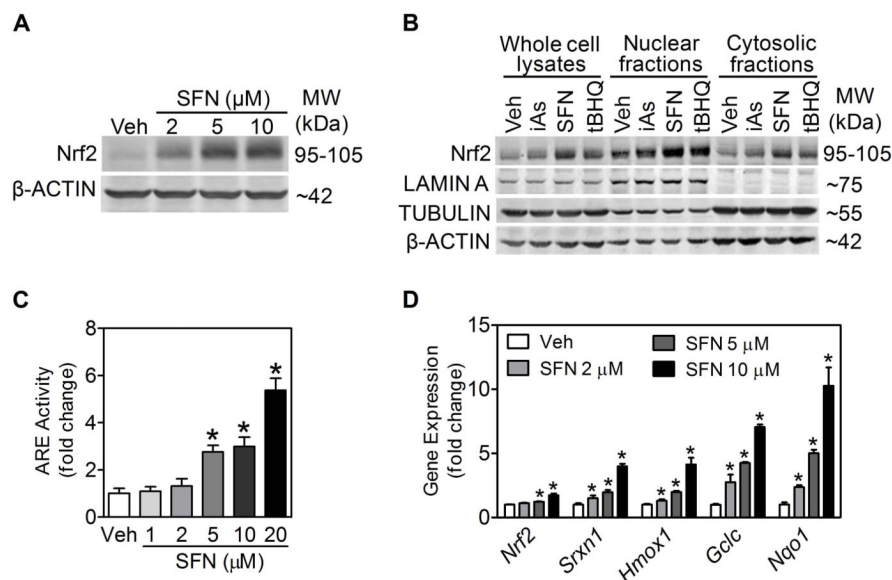 A
SFN (μM)
MW
Veh 2 5 10 (kDa)
Nrf2 95-105
β-ACTIN ~42
B
Whole cell Nuclear Cytosolic
lysates fractions fractions
Veh iAs SFN tBHQ Veh iAs SFN tBHQ Veh iAs SFN tBHQ
MW
(kDa)
Nrf2 95-105
LAMIN A ~75
TUBULIN ~55
β-ACTIN ~42
C
ARE Activity
(fold change)
8
6
4
2
0
* * *
Veh 1 2 5 10 20
SFN (μM)
D
Gene Expression
(fold change)
15
10
5
0
Veh SFN 5 μM
SFN 2 μM SFN 10 μM
* *
* * * *
* * * *
* * *
* * *
Nrf2 Srxn1 Hmox1 Gclc Nqo1